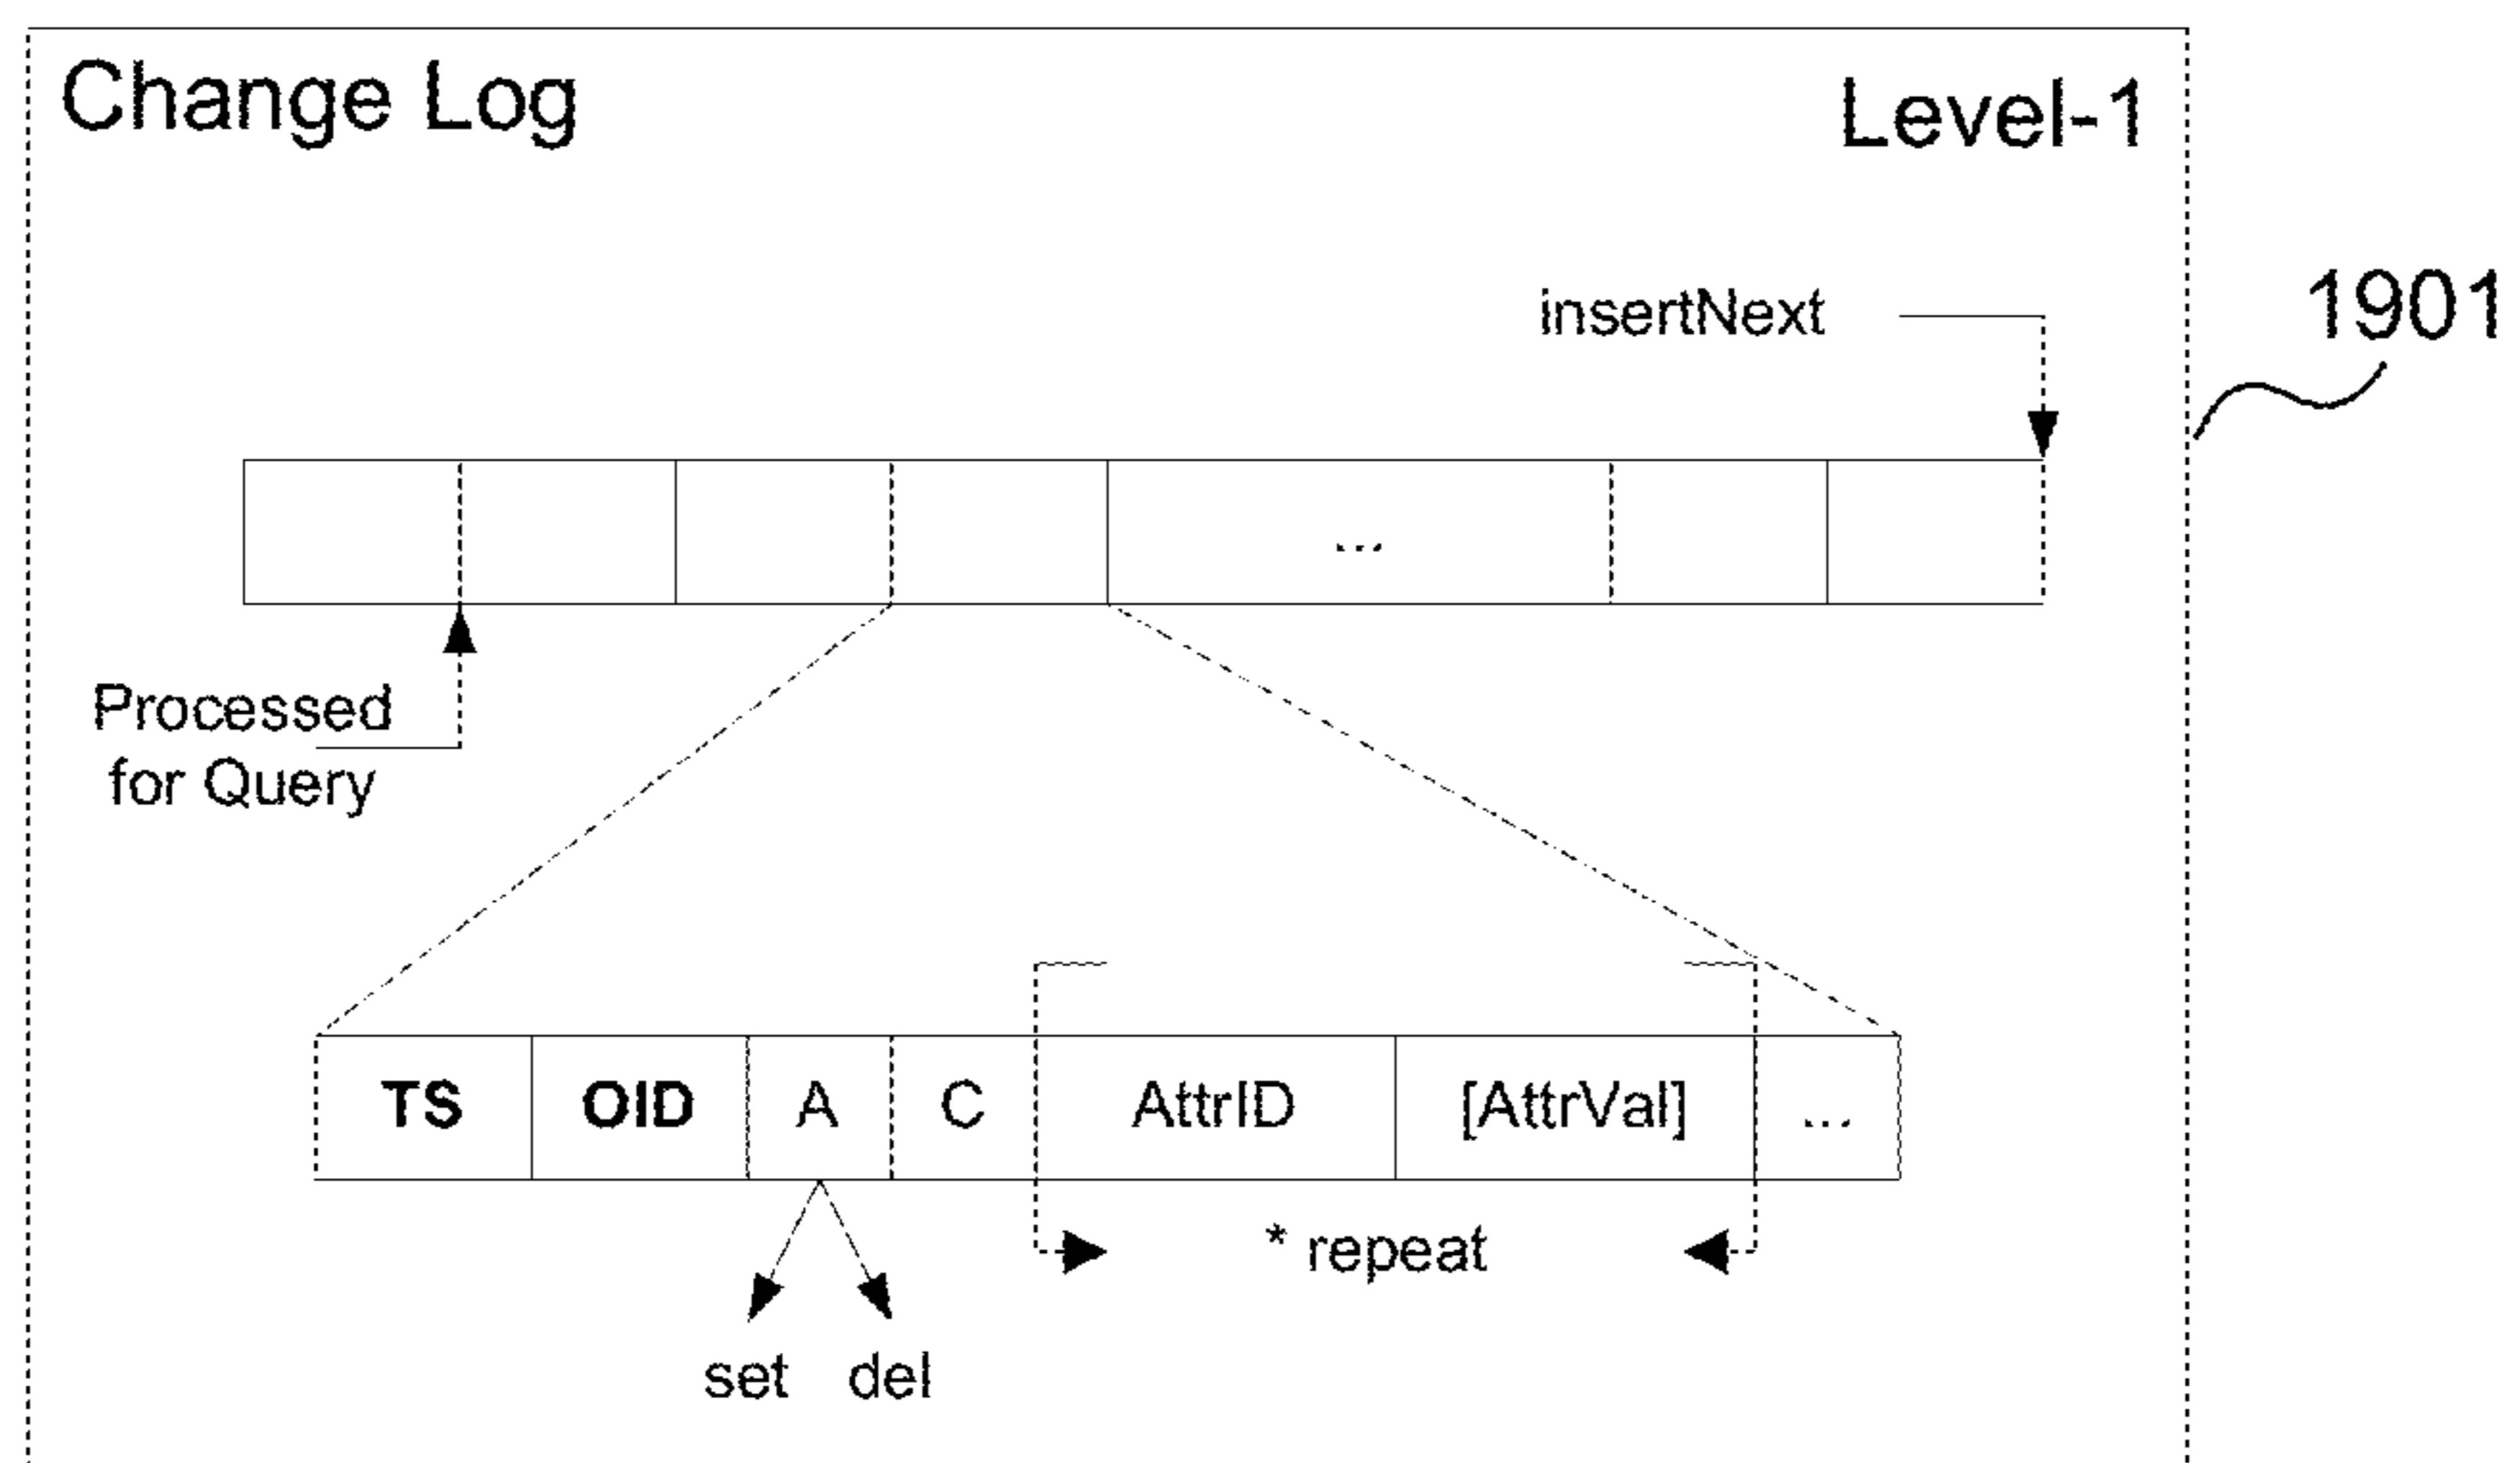 Change Log
Level-1
1901
insertNext
...
Processed
for Query
TS OID A C AttrID [AttrVal] ...
* repeat
set del